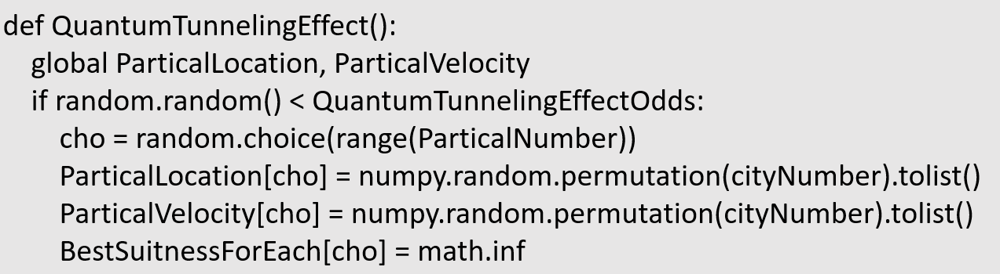 def QuantumTunnelingEffect():
global ParticalLocation, ParticalVelocity
if random.random() < QuantumTunnelingEffectOdds:
cho = random.choice(range(ParticalNumber))
ParticalLocation[cho] = numpy.random.permutation(cityNumber).tolist()
ParticalVelocity[cho] = numpy.random.permutation(cityNumber).tolist()
BestSuitnessForEach[cho] = math.inf